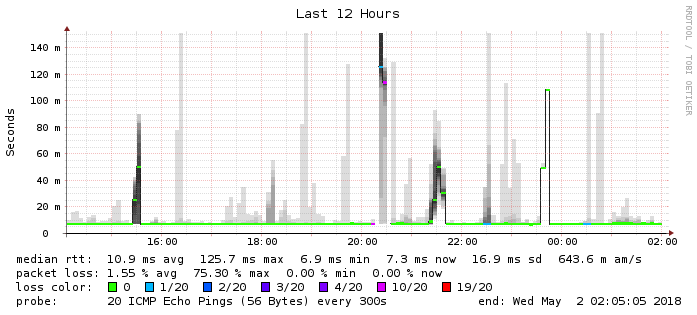 Last 12 Hours
RRDTOOL / TOBI OETIKER
Seconds
140 m
120 m
100 m
80 m
60 m
40 m
20 m
0
16:00 18:00 20:00 22:00 00:00 02:00
median rtt: 10.9 ms avg 125.7 ms max 6.9 ms min 7.3 ms now 16.9 ms sd 643.6 m am/s
packet loss: 1.55 % avg 75.30 % max 0.00 % min 0.00 % now
loss color: 0 1/20 2/20 3/20 4/20 10/20 19/20
probe: 20 ICMP Echo Pings (56 Bytes) every 300s end: Wed May 2 02:05:05 2018